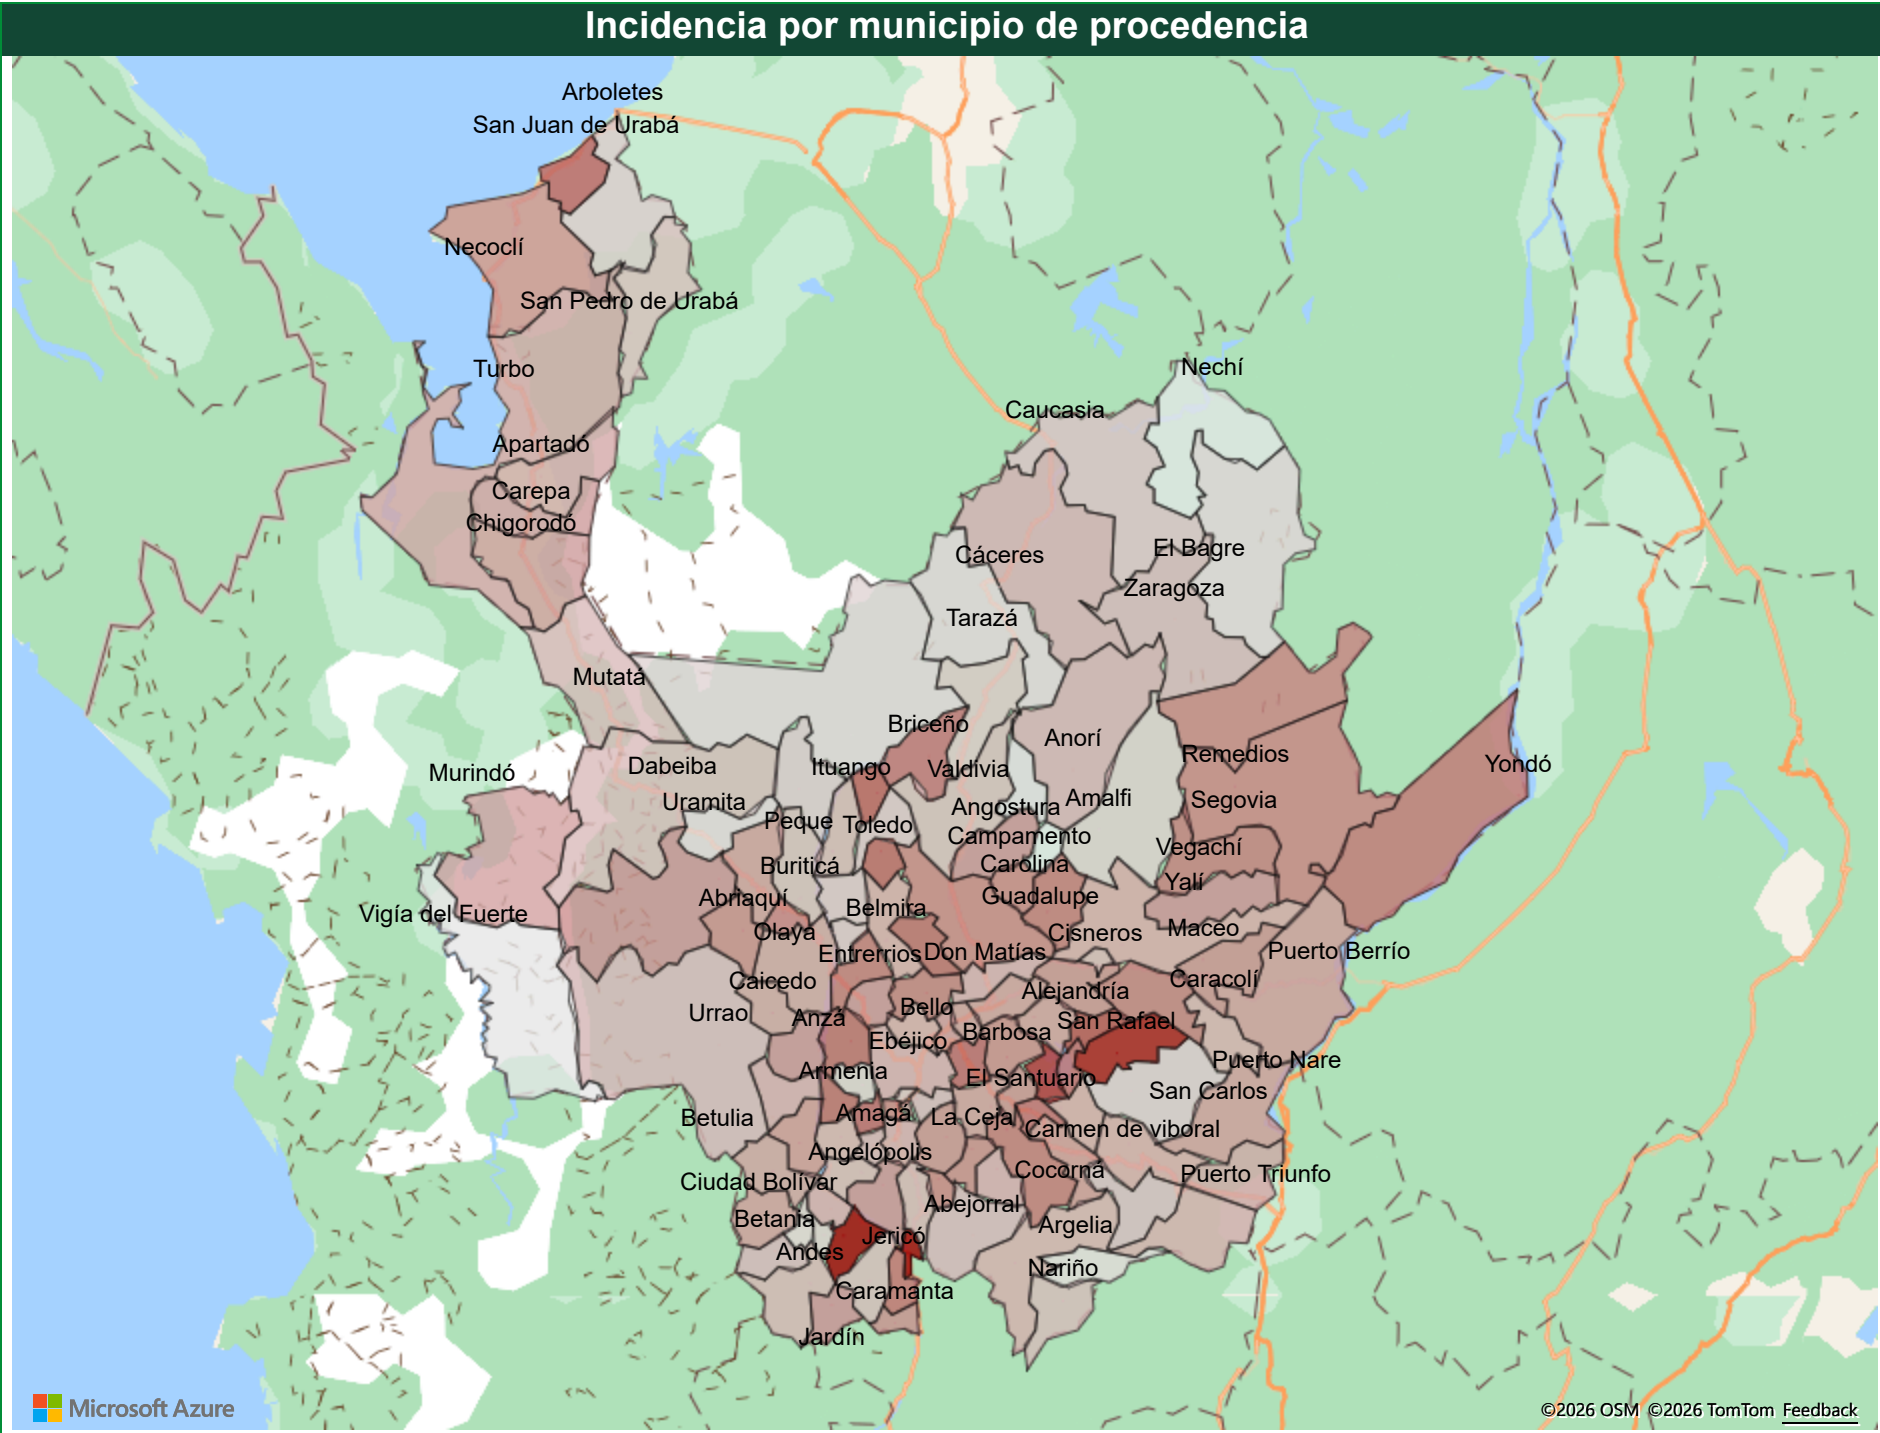 Incidencia por municipio de procedencia
Arboletes
San Juan de Urabá
Necoclí
San Pedro de Urabá
Turbo
Nechí
Caucasia
Apartadó
Carepa
Chigorodó
Cáceres
El Bagre
Zaragoza
Tarazá
Mutatá
Briceño
Anorí
Remedios
Yondó
Murindó
Dabeiba
Ituango
Valdivia
Uramita
Angostura
Amalfi
Segovia
Peque
Toledo
Campamento
Vegachí
Buriticá
Carolina
Yalí
Abriaquí
Guadalupe
Vigía del Fuerte
Belmira
Olaya
Cisneros
Maceo
Entrerrios
Don Matías
Puerto Berrío
Caicedo
Caracolí
Alejandría
Urrao
Anzá
Bello
Barbosa
San Rafael
Ebéjico
Puerto Nare
Armenia
El Santuario
San Carlos
Betulia
Amagá
La Ceja
Carmen de viboral
Angelópolis
Cocorná
Puerto Triunfo
Ciudad Bolívar
Abejorral
Betania
Argelia
Jericó
Andes
Nariño
Caramanta
Jardín
Microsoft Azure
©2026 OSM ©2026 TomTom Feedback